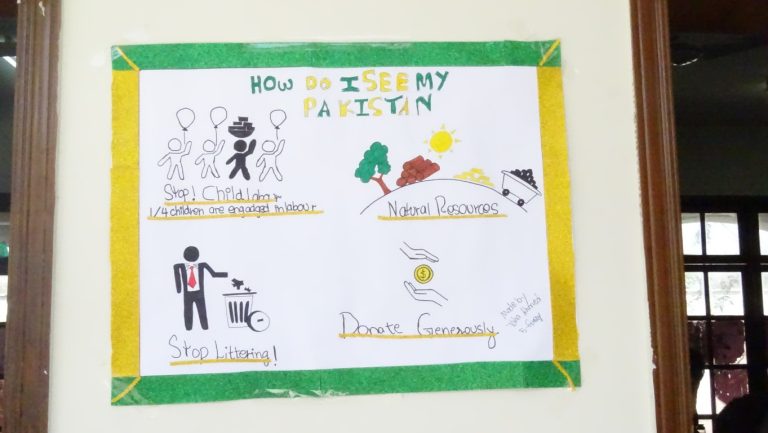 HOW DO I SEE MY
PAKISTAN
Stop! Child labour
1/4 children are engaged in labour
Natural Resources
Stop Littering!
Donate Generously
Made by